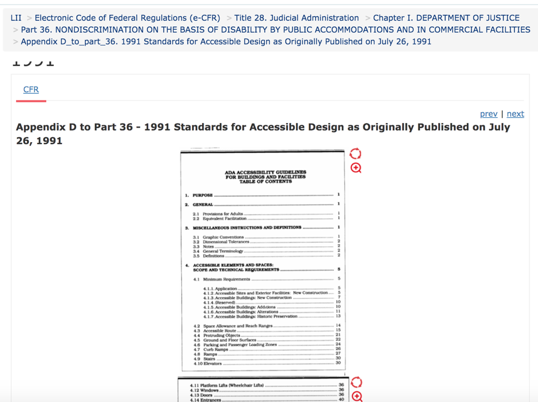 LII > Electronic Code of Federal Regulations (e-CFR) > Title 28. Judicial Administration > Chapter I. DEPARTMENT OF JUSTICE
> Part 36. NONDISCRIMINATION ON THE BASIS OF DISABILITY BY PUBLIC ACCOMMODATIONS AND IN COMMERCIAL FACILITIES
> Appendix D_to_part_36. 1991 Standards for Accessible Design as Originally Published on July 26, 1991
1991
CFR
prev | next
Appendix D to Part 36 - 1991 Standards for Accessible Design as Originally Published on July
26, 1991
ADA ACCESSIBILITY GUIDELINES
FOR BUILDINGS AND FACILITIES
TABLE OF CONTENTS
1. PURPOSE 1
2. GENERAL 1
2.1 Provisions for Adults 1
2.2 Equivalent Facilitation 1
3. MISCELLANEOUS INSTRUCTIONS AND DEFINITIONS 1
3.1 Graphic Conventions 1
3.2 Dimensional Tolerances 2
3.3 Notes 2
3.4 General Terminology 2
3.5 Definitions 2
4. ACCESSIBLE ELEMENTS AND SPACES:
SCOPE AND TECHNICAL REQUIREMENTS
4.1 Minimum Requirements 5
4.1.1 Application 5
4.1.2 Accessible Sites and Exterior Facilities: New Construction 5
4.1.3 Accessible Buildings: New Construction 7
4.1.4 (Reserved) 10
4.1.5 Accessible Buildings: Additions 10
4.1.6 Accessible Buildings: Alterations 11
4.1.7 Accessible Buildings: Historic Preservation 13
4.2 Space Allowance and Reach Ranges 14
4.3 Accessible Route 15
4.4 Protruding Objects 21
4.5 Ground and Floor Surfaces 22
4.6 Parking and Passenger Loading Zones 24
4.7 Curb Ramps 26
4.8 Ramps 27
4.9 Stairs 30
4.10 Elevators 30
4.11 Platform Lifts (Wheelchair Lifts) 36
4.12 Windows 36
4.13 Doors 36
4.14 Entrances 40